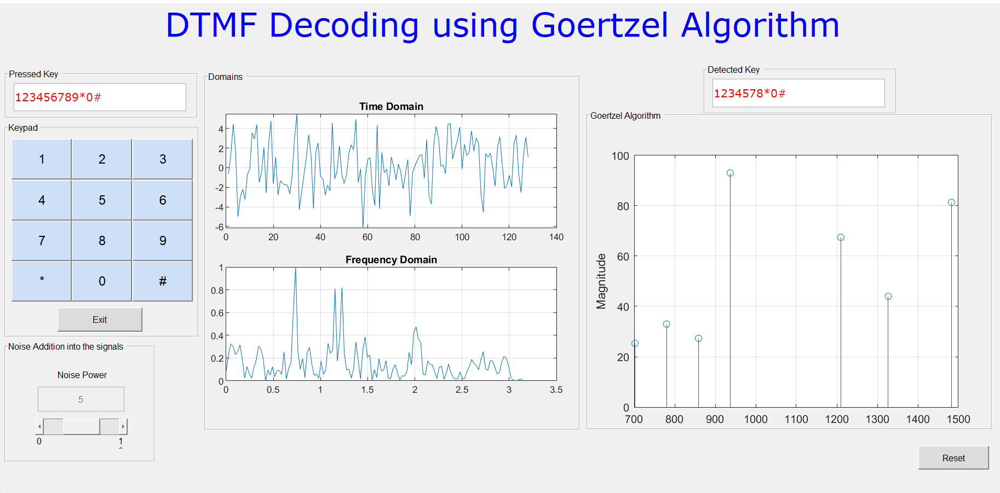 DTMF Decoding using Goertzel Algorithm
Pressed Key
123456789*0#
Keypad
1 2 3
4 5 6
7 8 9
* 0 #
Exit
Noise Addition into the signals
Noise Power
5
0 1
Domains
Time Domain
4
2
0
-2
-4
-6
0 20 40 60 80 100 120 140
Frequency Domain
1
0.8
0.6
0.4
0.2
0
0 0.5 1 1.5 2 2.5 3 3.5
Detected Key
1234578*0#
Goertzel Algorithm
Magnitude
100
80
60
40
20
0
700 800 900 1000 1100 1200 1300 1400 1500
Reset